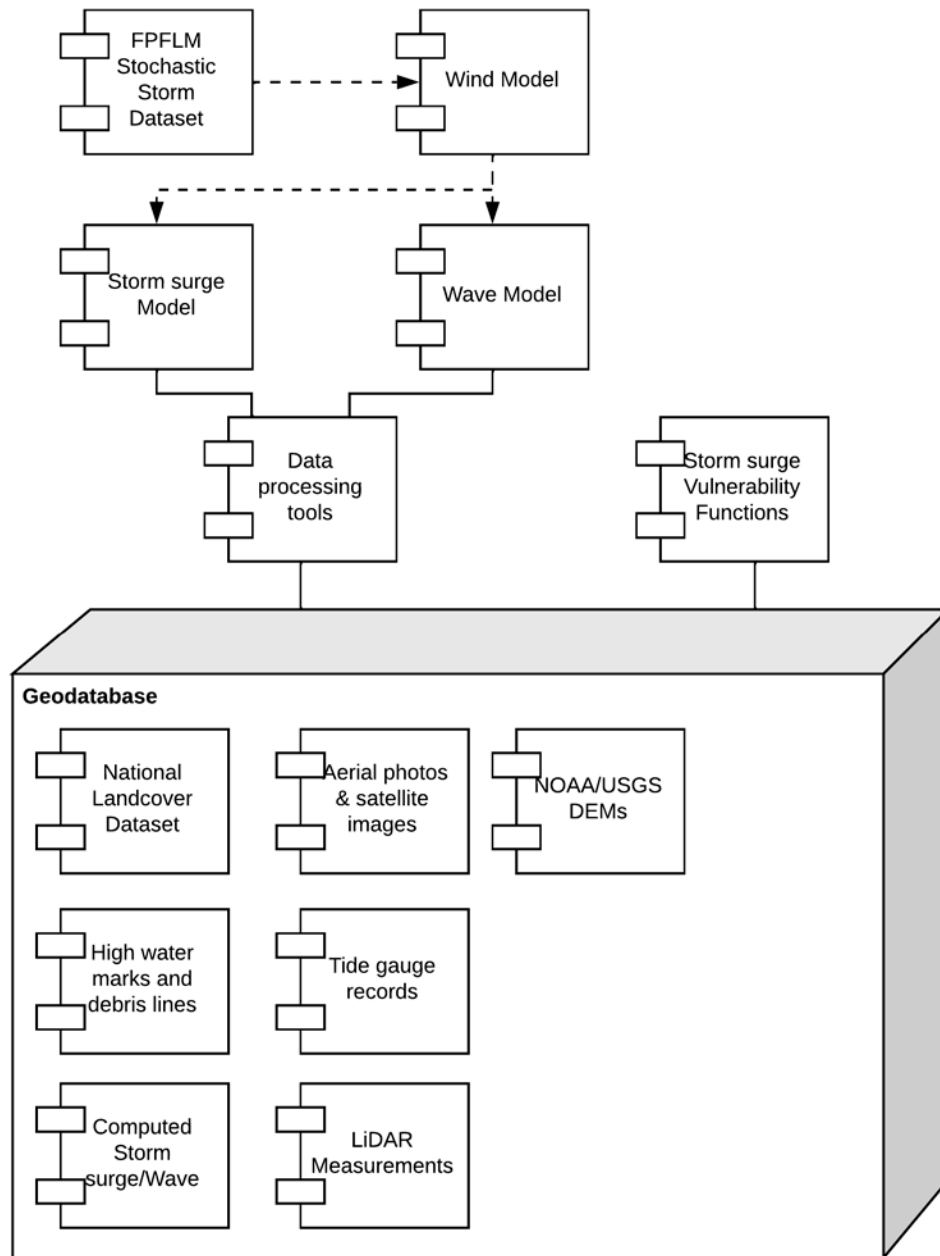 FPFLM
Stochastic
Storm
Dataset
Wind Model
Storm surge
Model
Wave Model
Data
processing
tools
Storm surge
Vulnerability
Functions
Geodatabase
National
Landcover
Dataset
Aerial photos
& satellite
images
NOAA/USGS
DEMs
High water
marks and
debris lines
Tide gauge
records
Computed
Storm
surge/Wave
LiDAR
Measurements